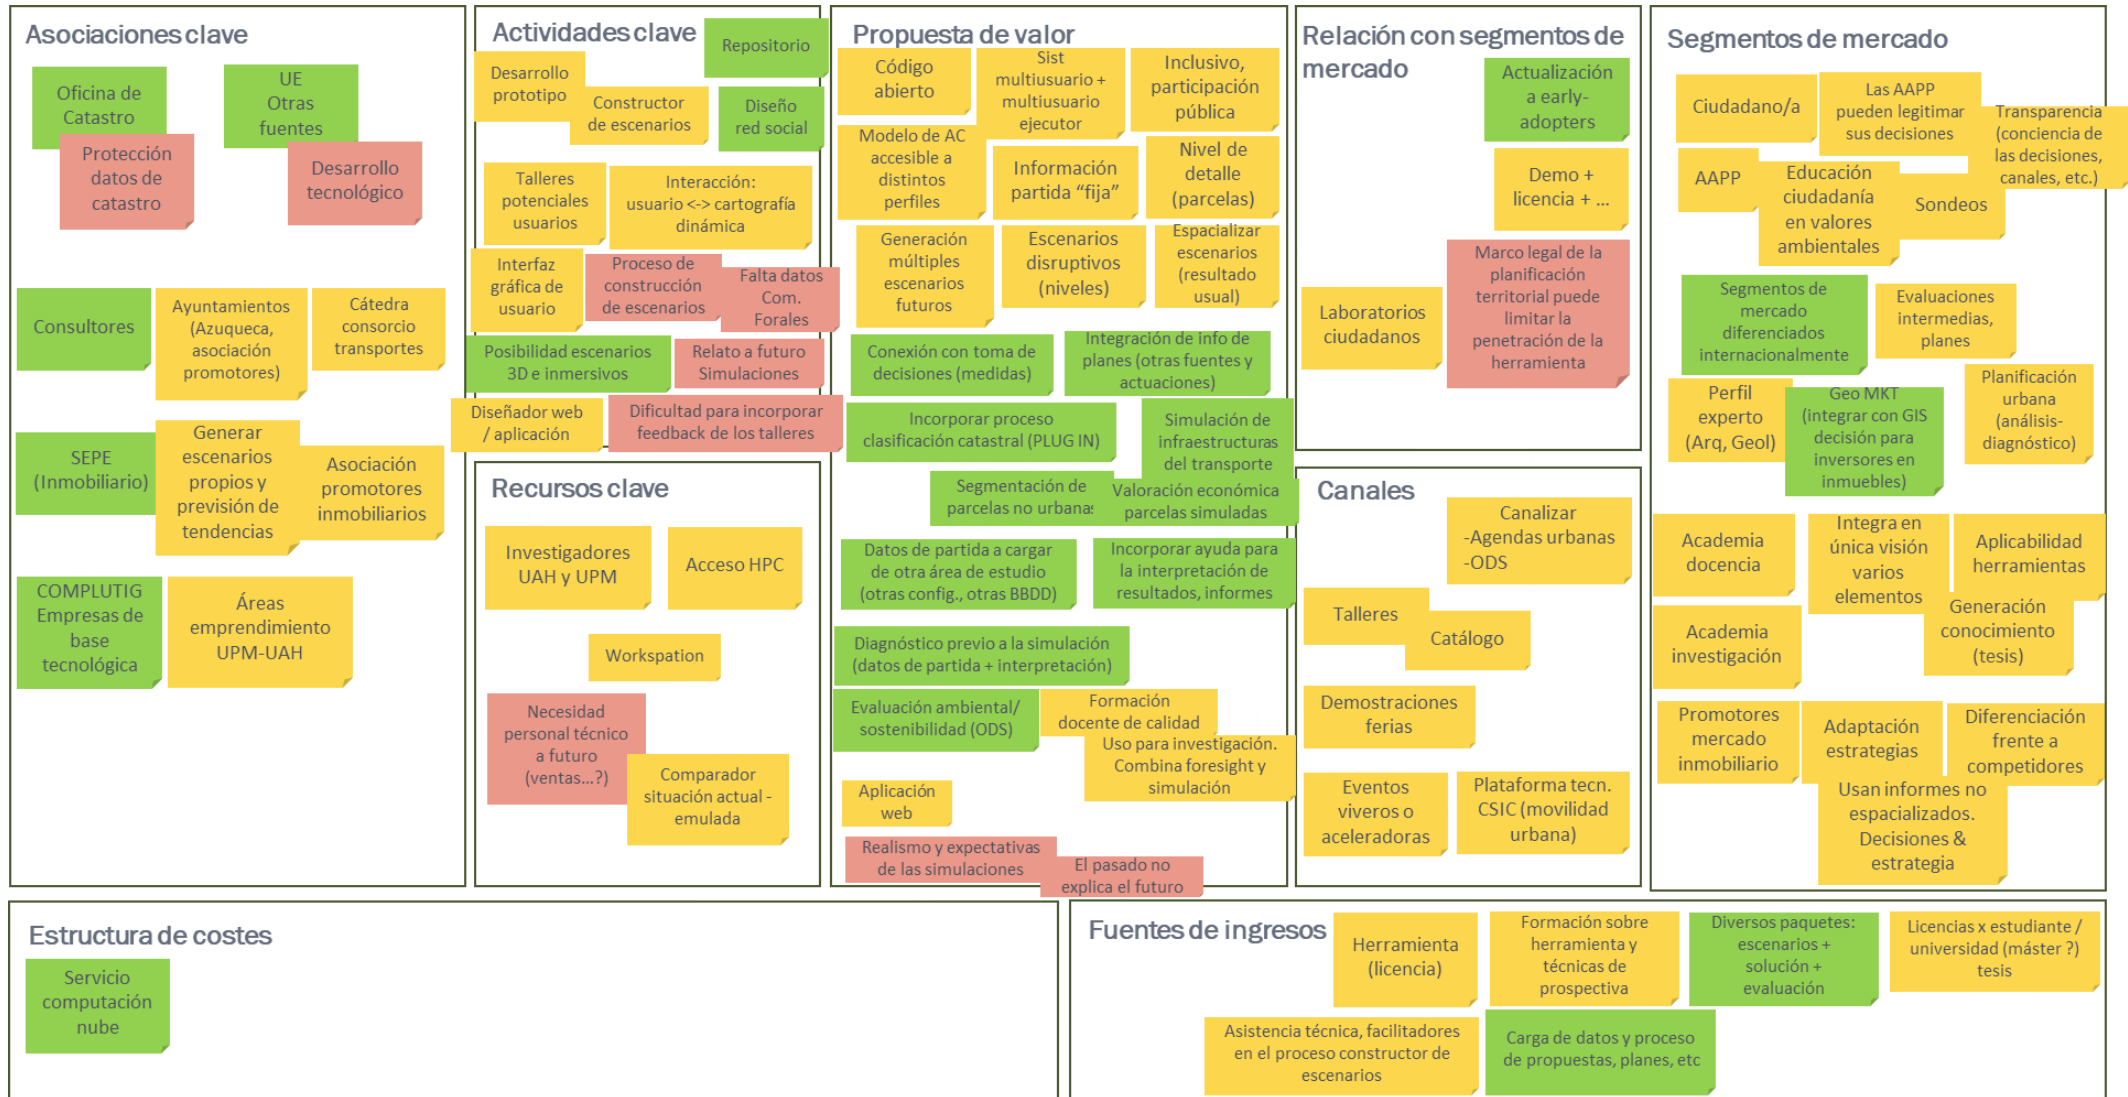 Asociaciones clave
Oficina de
Catastro
UE
Otras
fuentes
Protección
datos de
catastro
Desarrollo
tecnológico
Consultores
Ayuntamientos
(Azuqueca,
asociación
promotores)
Cátedra
consorcio
transportes
SEPE
(Inmobiliario)
Generar
escenarios
propios y
previsión de
tendencias
Asociación
promotores
inmobiliarios
COMPLUTIG
Empresas de
base
tecnológica
Áreas
emprendimiento
UPM-UAH
Actividades clave
Repositorio
Desarrollo
prototipo
Constructor
de escenarios
Diseño
red social
Talleres
potenciales
usuarios
Interacción:
usuario <-> cartografía
dinámica
Interfaz
gráfica de
usuario
Proceso de
construcción
de escenarios
Falta datos
Com.
Forales
Posibilidad escenarios
3D e inmersivos
Relato a futuro
Simulaciones
Diseñador web
/ aplicación
Dificultad para incorporar
feedback de los talleres
Recursos clave
Investigadores
UAH y UPM
Acceso HPC
Workspation
Necesidad
personal técnico
a futuro
(ventas...?)
Comparador
situación actual -
emulada
Propuesta de valor
Código
abierto
Sist
multiusuario +
multiusuario
ejecutor
Inclusivo,
participación
pública
Modelo de AC
accesible a
distintos
perfiles
Información
partida “fija”
Nivel de
detalle
(parcelas)
Generación
múltiples
escenarios
futuros
Escenarios
disruptivos
(niveles)
Espacializar
escenarios
(resultado
usual)
Conexión con toma de
decisiones (medidas)
Integración de info de
planes (otras fuentes y
actuaciones)
Incorporar proceso
clasificación catastral (PLUG IN)
Simulación de
infraestructuras
del transporte
Segmentación de
parcelas no urbanas
Valoración económica
parcelas simuladas
Datos de partida a cargar
de otra área de estudio
(otras config., otras BBDD)
Incorporar ayuda para
la interpretación de
resultados, informes
Diagnóstico previo a la simulación
(datos de partida + interpretación)
Evaluación ambiental/
sostenibilidad (ODS)
Formación
docente de calidad
Uso para investigación.
Combina foresight y
simulación
Aplicación
web
Realismo y expectativas
de las simulaciones
El pasado no
explica el futuro
Relación con segmentos de
mercado
Actualización
a early-
adopters
Demo +
licencia + ...
Laboratorios
ciudadanos
Marco legal de la
planificación
territorial puede
limitar la
penetración de la
herramienta
Canales
Canalizar
-Agendas urbanas
-ODS
Talleres
Catálogo
Demostraciones
ferias
Eventos
viveros o
aceleradoras
Plataforma tecn.
CSIC (movilidad
urbana)
Segmentos de mercado
Ciudadano/a
Las AAPP
pueden legitimar
sus decisiones
Transparencia
(conciencia de
las decisiones,
canales, etc.)
AAPP
Educación
ciudadanía
en valores
ambientales
Sondeos
Segmentos de
mercado
diferenciados
internacionalmente
Evaluaciones
intermedias,
planes
Perfil
experto
(Arq, Geol)
Geo MKT
(integrar con GIS
decisión para
inversores en
inmuebles)
Planificación
urbana
(análisis-
diagnóstico)
Academia
docencia
Integra en
única visión
varios
elementos
Aplicabilidad
herramientas
Academia
investigación
Generación
conocimiento
(tesis)
Promotores
mercado
inmobiliario
Adaptación
estrategias
Diferenciación
frente a
competidores
Usan informes no
espacializados.
Decisiones &
estrategia
Estructura de costes
Servicio
computación
nube
Fuentes de ingresos
Herramienta
(licencia)
Formación sobre
herramienta y
técnicas de
prospectiva
Diversos paquetes:
escenarios +
solución +
evaluación
Licencias x estudiante /
universidad (máster ?)
tesis
Asistencia técnica, facilitadores
en el proceso constructor de
escenarios
Carga de datos y proceso
de propuestas, planes, etc